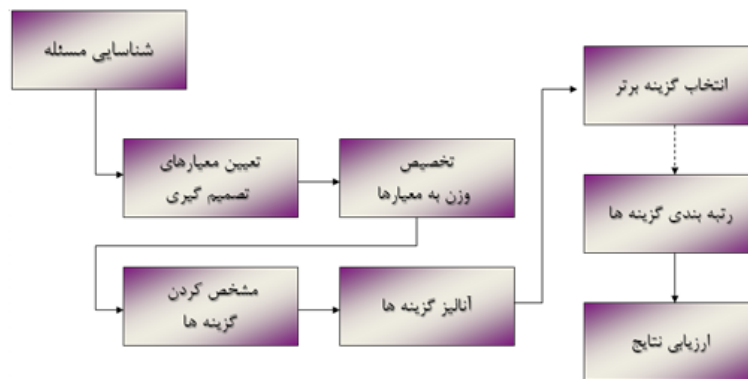 شناسایی مسئله
تعیین معیارهای
تصمیم گیری
تخصیص
وزن به معیارها
مشخص کردن
گزینه ها
آنالیز گزینه ها
انتخاب گزینه برتر
رتبه بندی گزینه ها
ارزیابی نتایج